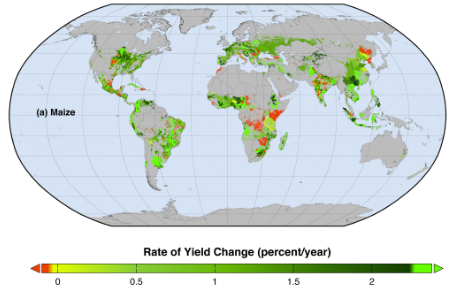 (a) Maize
Rate of Yield Change (percent/year)
0 0.5 1 1.5 2